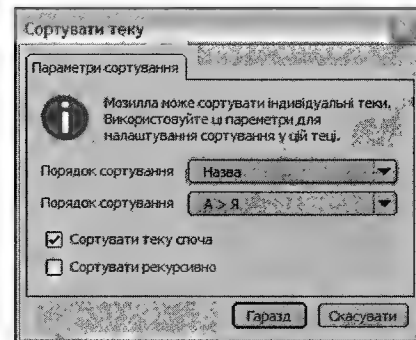 Сортувати теку
Параметри сортування
Мозилла може сортувати індивідуальні теки.
Використовуйте ці параметри для
налаштування сортування у цій теці.
Порядок сортування Назва
Порядок сортування А > Я
Сортувати теку споча
Сортувати рекурсивно
Гаразд Скасувати